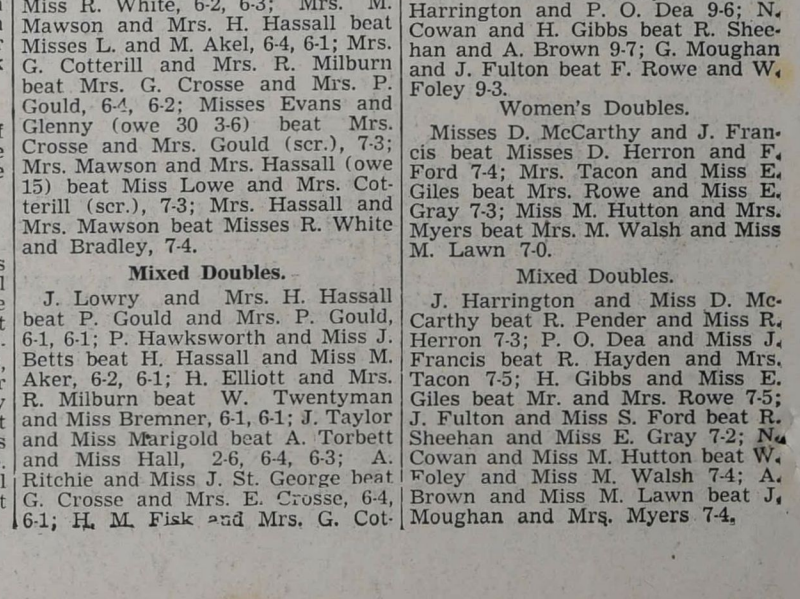 Miss R. White, 6-2, 6-3; Mrs. M.
Mawson and Mrs. H. Hassall beat
Misses L. and M. Akel, 6-4, 6-1; Mrs.
G. Cotterill and Mrs. R. Milburn
beat Mrs. G. Crosse and Mrs. P.
Gould, 6-4, 6-2; Misses Evans and
Glenny (owe 30 3-6) beat Mrs.
Crosse and Mrs. Gould (scr.), 7-3;
Mrs. Mawson and Mrs. Hassall (owe
15) beat Miss Lowe and Mrs. Cot-
terill (scr.), 7-3; Mrs. Hassall and
Mrs. Mawson beat Misses R. White
and Bradley, 7-4.
Mixed Doubles.
J. Lowry and Mrs. H. Hassall
beat P. Gould and Mrs. P. Gould,
6-1, 6-1; P. Hawksworth and Miss J.
Betts beat H. Hassall and Miss M.
Aker, 6-2, 6-1; H. Elliott and Mrs.
R. Milburn beat W. Twentyman
and Miss Bremner, 6-1, 6-1; J. Taylor
and Miss Marigold beat A. Torbett
and Miss Hall, 2-6, 6-4, 6-3; A.
Ritchie and Miss J. St. George beat
G. Crosse and Mrs. E. Crosse, 6-4,
6-1; H. M. Fisk and Mrs. G. Cot-
Harrington and P. O. Dea 9-6; N.
Cowan and H. Gibbs beat R. Shee-
han and A. Brown 9-7; G. Moughan
and J. Fulton beat F. Rowe and W.
Foley 9-3.
Women's Doubles.
Misses D. McCarthy and J. Fran-
cis beat Misses D. Herron and F.
Ford 7-4; Mrs. Tacon and Miss E.
Giles beat Mrs. Rowe and Miss E.
Gray 7-3; Miss M. Hutton and Mrs.
Myers beat Mrs. M. Walsh and Miss
M. Lawn 7-0.
Mixed Doubles.
J. Harrington and Miss D. Mc-
Carthy beat R. Pender and Miss R.
Herron 7-3; P. O. Dea and Miss J.
Francis beat R. Hayden and Mrs.
Tacon 7-5; H. Gibbs and Miss E.
Giles beat Mr. and Mrs. Rowe 7-5;
J. Fulton and Miss S. Ford beat R.
Sheehan and Miss E. Gray 7-2; N.
Cowan and Miss M. Hutton beat W.
Foley and Miss M. Walsh 7-4; A.
Brown and Miss M. Lawn beat J.
Moughan and Mrs. Myers 7-4.